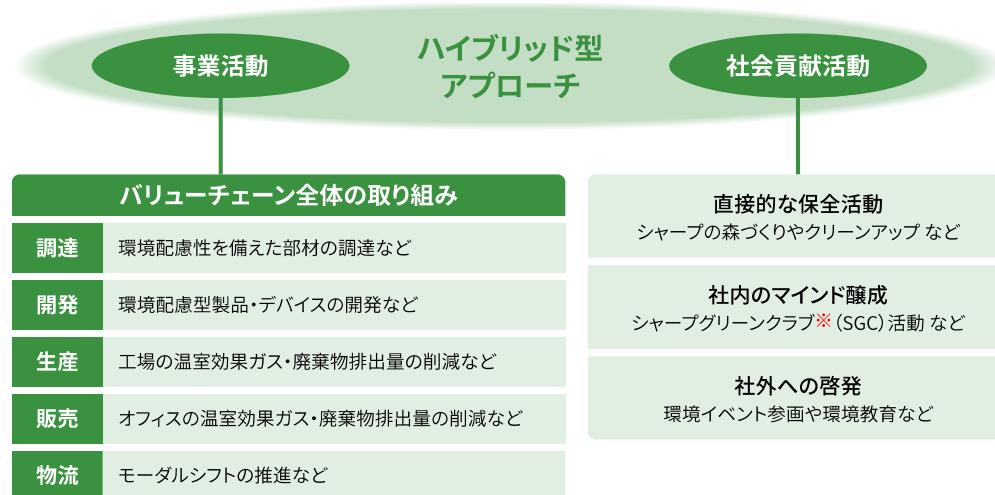 ハイブリッド型
アプローチ
事業活動
社会貢献活動
バリューチェーン全体の取り組み
調達 環境配慮性を備えた部材の調達など
開発 環境配慮型製品・デバイスの開発など
生産 工場の温室効果ガス・廃棄物排出量の削減など
販売 オフィスの温室効果ガス・廃棄物排出量の削減など
物流 モーダルシフトの推進など
直接的な保全活動
シャープの森づくりやクリーンアップ など
社内のマインド醸成
シャープグリーンクラブ※（SGC）活動 など
社外への啓発
環境イベント参画や環境教育など